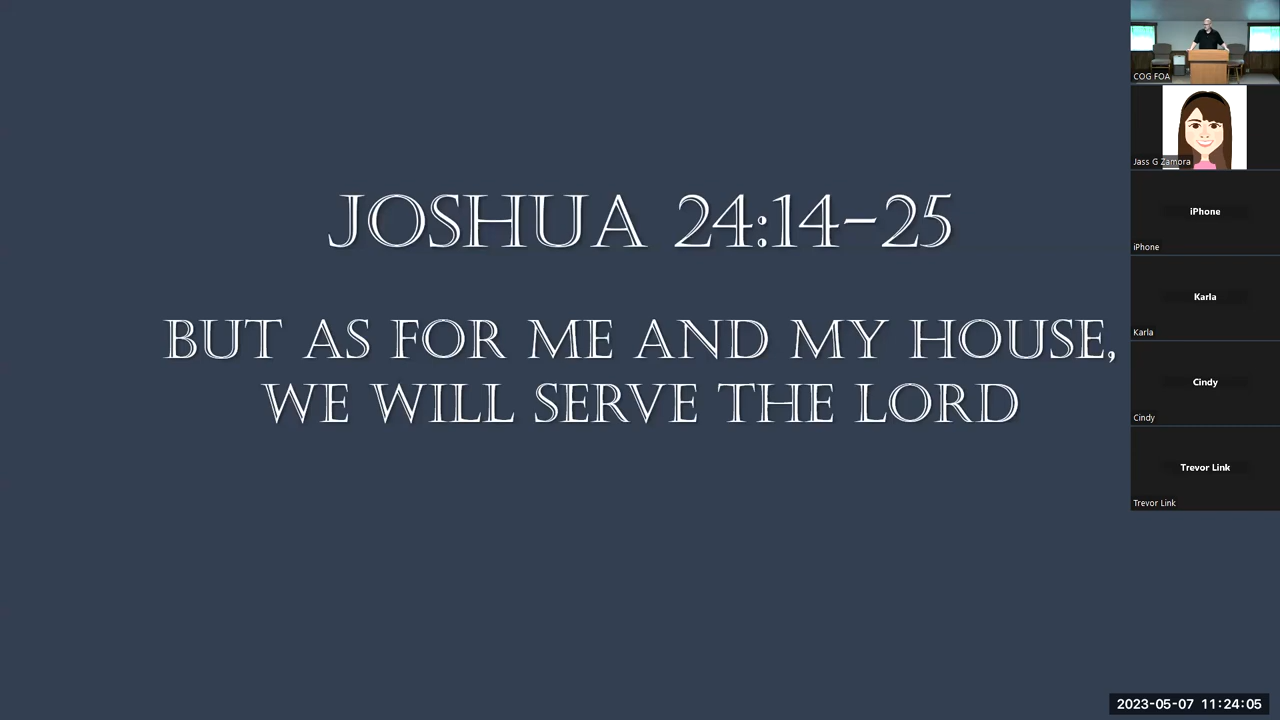 JOSHUA 24:14-25
BUT AS FOR ME AND MY HOUSE,
WE WILL SERVE THE LORD
COG FOA
Jass G Zamora
iPhone
iPhone
Karla
Karla
Cindy
Cindy
Trevor Link
Trevor Link
2023-05-07 11:24:05